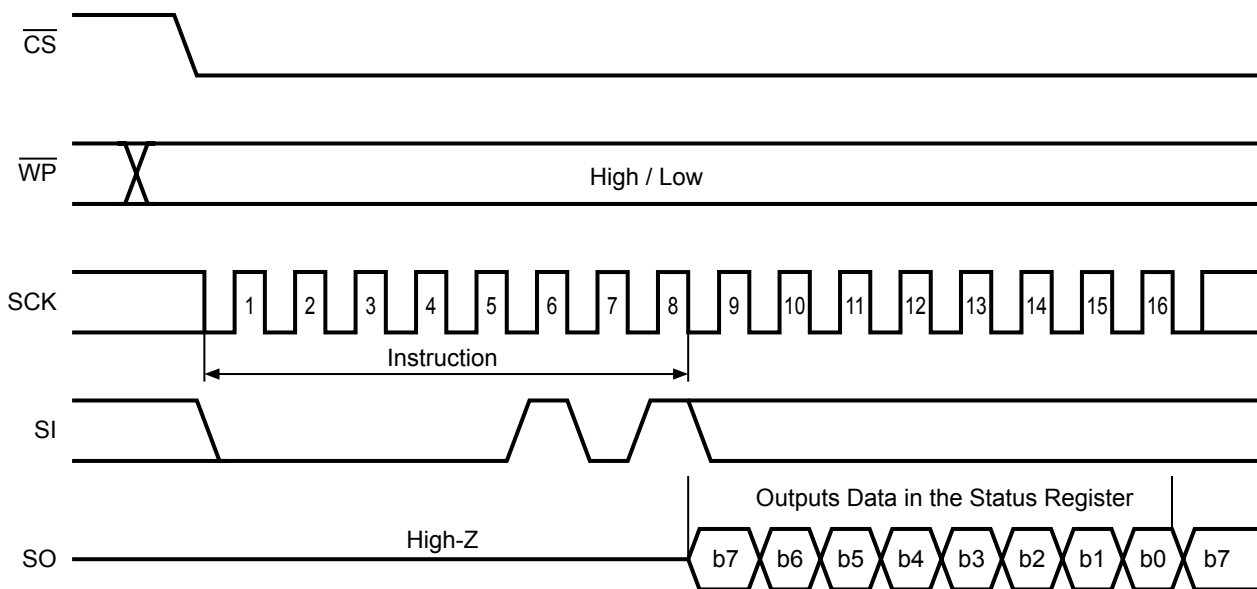 CS
WP
High / Low
SCK
1 2 3 4 5 6 7 8 9 10 11 12 13 14 15 16
Instruction
SI
Outputs Data in the Status Register
High-Z
SO
b7 b6 b5 b4 b3 b2 b1 b0 b7